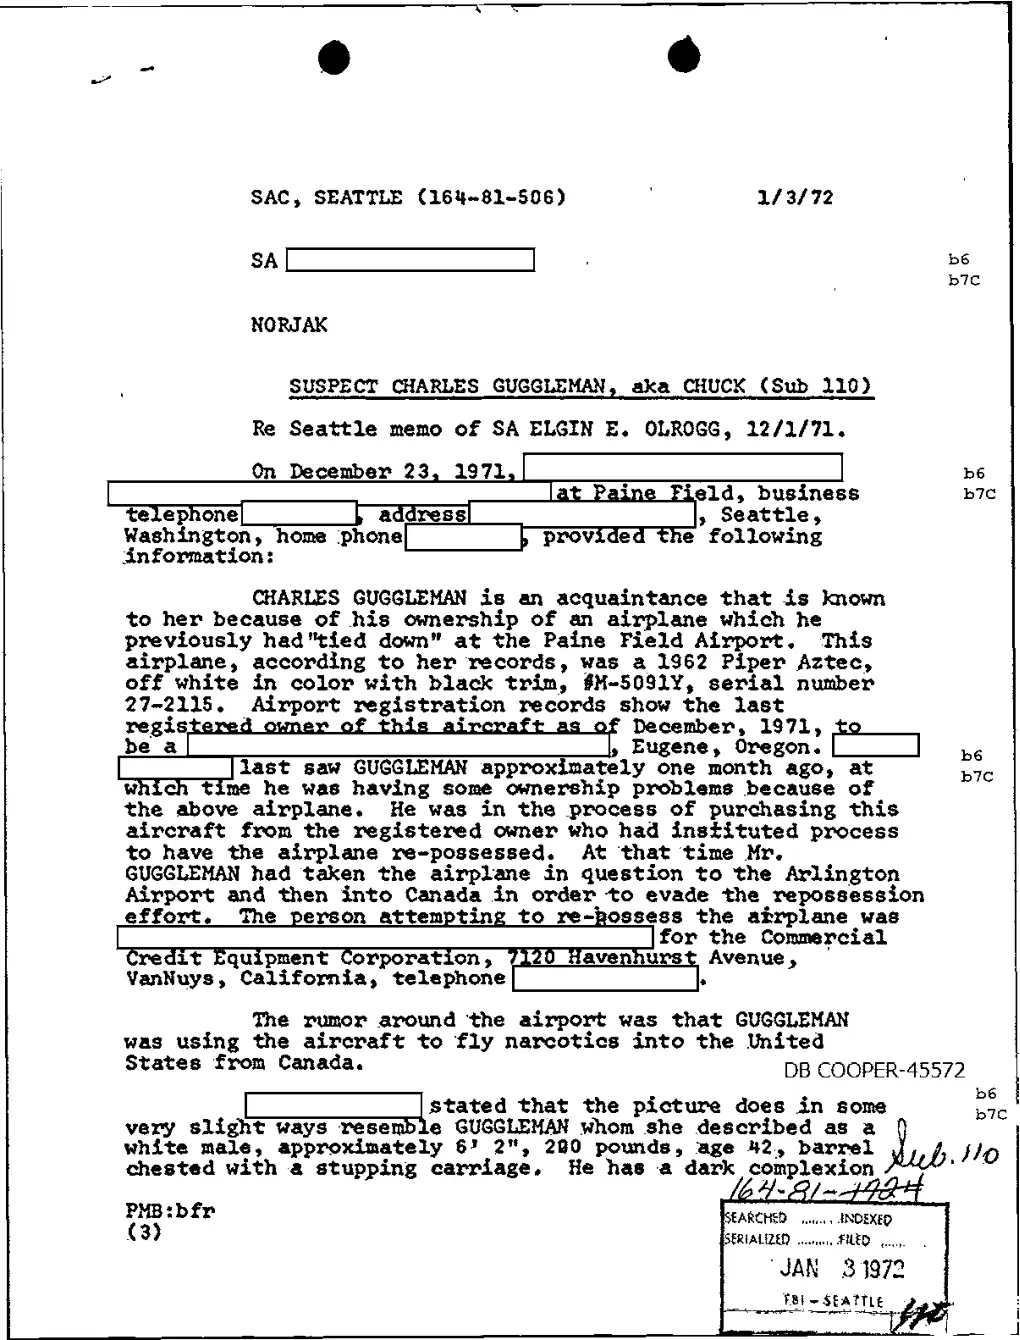 SAC, SEATTLE (164-81-506) 1/3/72
SA b6
b7C
NORJAK
SUSPECT CHARLES GUGGLEMAN, aka CHUCK (Sub 110)
Re Seattle memo of SA ELGIN E. OLROGG, 12/1/71.
On December 23, 1971, b6
at Paine Field, business b7C
telephone , address , Seattle,
Washington, home phone , provided the following
information:
CHARLES GUGGLEMAN is an acquaintance that is known
to her because of his ownership of an airplane which he
previously had "tied down" at the Paine Field Airport. This
airplane, according to her records, was a 1962 Piper Aztec,
off white in color with black trim, #M-5091Y, serial number
27-2115. Airport registration records show the last
registered owner of this aircraft as of December, 1971, to
be a , Eugene, Oregon. b6
last saw GUGGLEMAN approximately one month ago, at b7C
which time he was having some ownership problems because of
the above airplane. He was in the process of purchasing this
aircraft from the registered owner who had instituted process
to have the airplane re-possessed. At that time Mr.
GUGGLEMAN had taken the airplane in question to the Arlington
Airport and then into Canada in order to evade the repossession
effort. The person attempting to re-possess the airplane was
for the Commercial
Credit Equipment Corporation, 7120 Havenhurst Avenue,
VanNuys, California, telephone .
The rumor around the airport was that GUGGLEMAN
was using the aircraft to fly narcotics into the United
States from Canada.
DB COOPER-45572
b6
stated that the picture does in some b7C
very slight ways resemble GUGGLEMAN whom she described as a
white male, approximately 6' 2", 200 pounds, age 42, barrel
chested with a stupping carriage. He has a dark complexion
Sub. 110
164-81-1924
PMB:bfr
(3)
SEARCHED ........ INDEXED
SERIALIZED .......... FILED ......
JAN 3 1972
FBI - SEATTLE